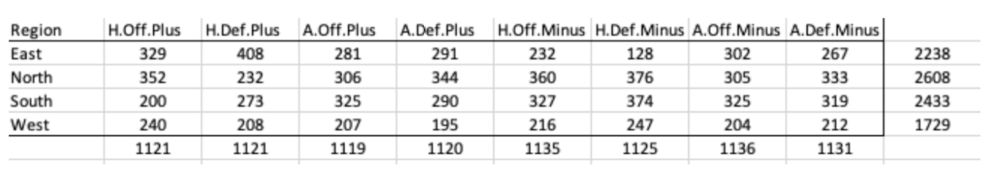 Region H.Off.Plus H.Def.Plus A.Off.Plus A.Def.Plus H.Off.Minus H.Def.Minus A.Off.Minus A.Def.Minus
East 329 408 281 291 232 128 302 267 2238
North 352 232 306 344 360 376 305 333 2608
South 200 273 325 290 327 374 325 319 2433
West 240 208 207 195 216 247 204 212 1729
1121 1121 1119 1120 1135 1125 1136 1131